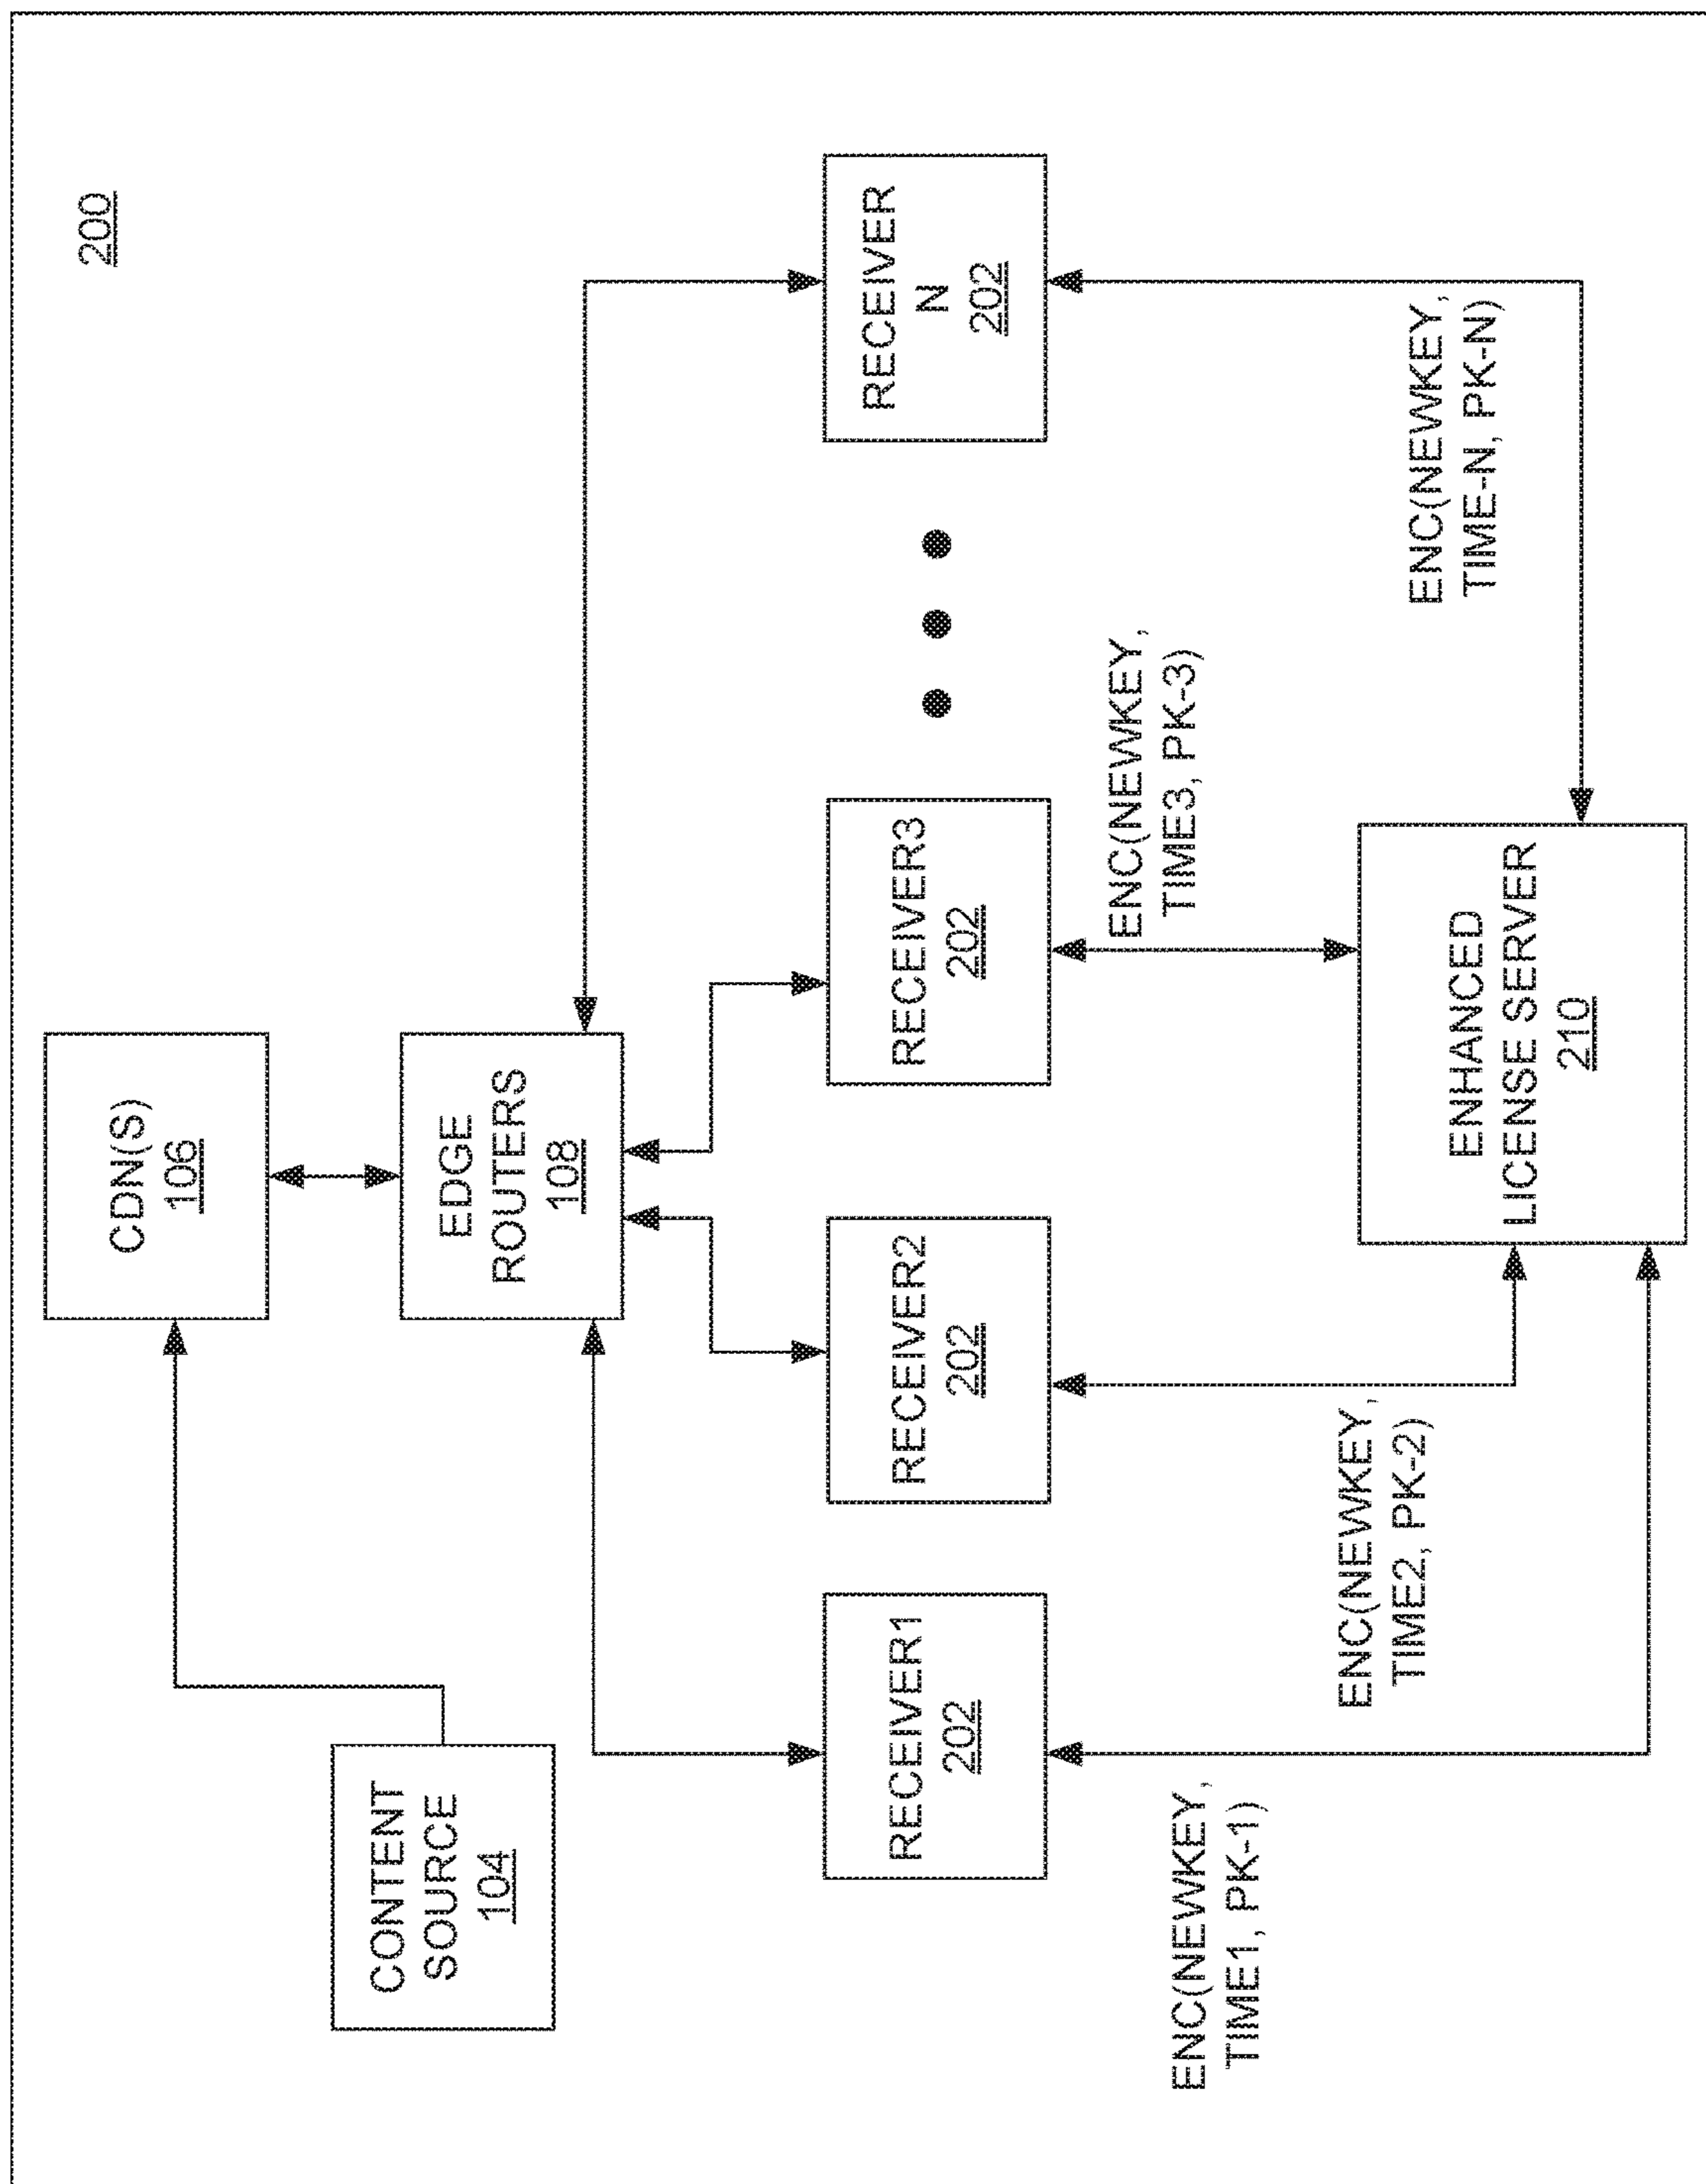 200
CDN(S)
106
CONTENT
SOURCE
104
EDGE
ROUTERS
108
RECEIVER1
202
RECEIVER2
202
RECEIVER3
202
RECEIVER
N
202
ENC(NEWKEY,
TIME1, PK-1)
ENC(NEWKEY,
TIME2, PK-2)
ENC(NEWKEY,
TIME3, PK-3)
ENC(NEWKEY,
TIME-N, PK-N)
ENHANCED
LICENSE SERVER
210